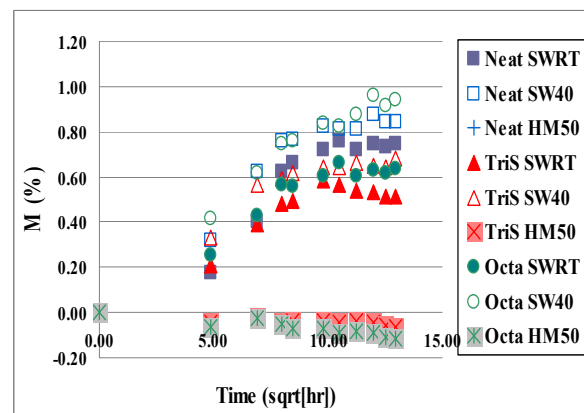 1.20
1.00
0.80
0.60
0.40
0.20
0.00
-0.20
0.00
5.00
10.00
15.00
M (%)
Time (sqrt[hr])
Neat SWRT
Neat SW40
Neat HM50
TriS SWRT
TriS SW40
TriS HM50
Octa SWRT
Octa SW40
Octa HM50